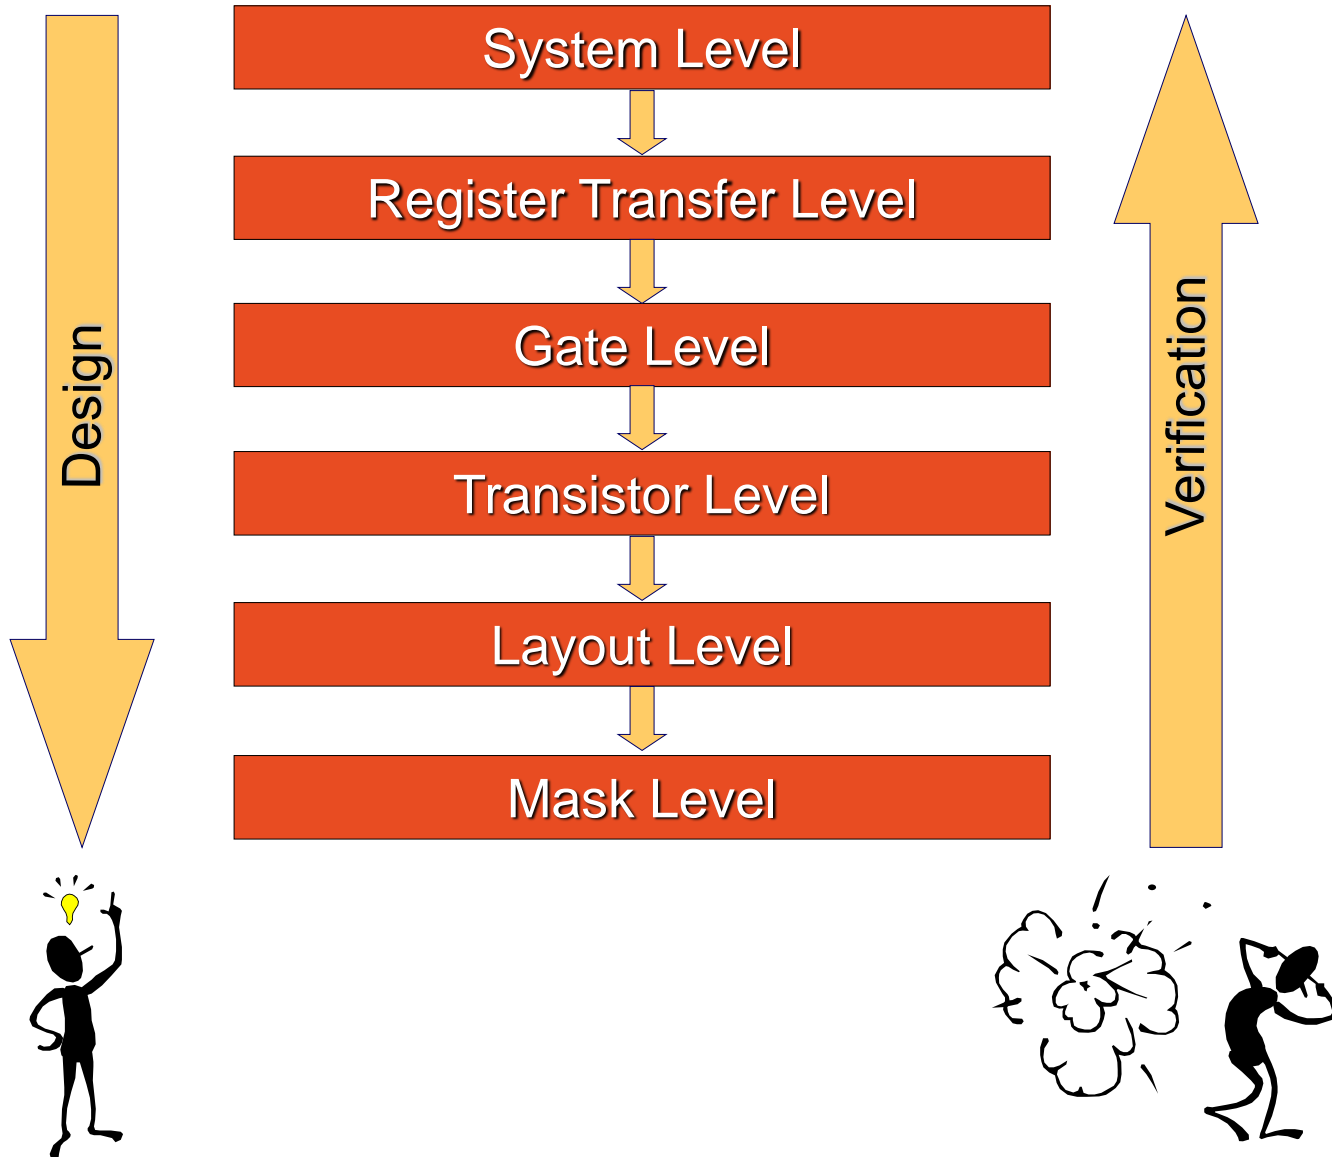 System Level
Register Transfer Level
Gate Level
Transistor Level
Layout Level
Mask Level
Design
Verification